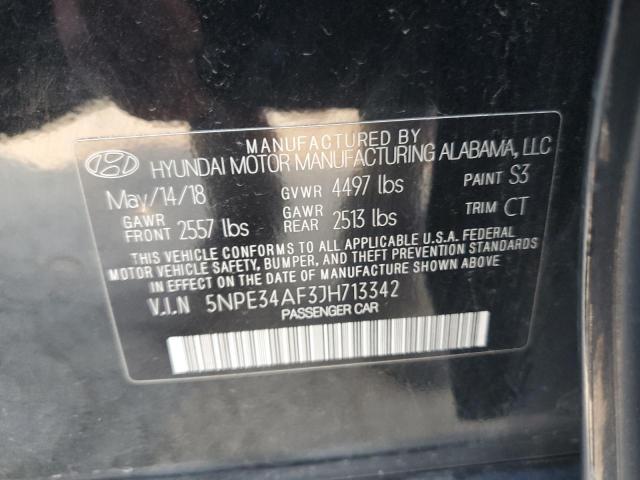 MANUFACTURED BY
HYUNDAI MOTOR MANUFACTURING ALABAMA, LLC
May/14/18 GVWR 4497 lbs PAINT S3
GAWR FRONT 2557 lbs GAWR REAR 2513 lbs TRIM CT
THIS VEHICLE CONFORMS TO ALL APPLICABLE U.S.A. FEDERAL
MOTOR VEHICLE SAFETY, BUMPER, AND THEFT PREVENTION STANDARDS
IN EFFECT ON THE DATE OF MANUFACTURE SHOWN ABOVE.
V.I.N 5NPE34AF3JH713342
PASSENGER CAR